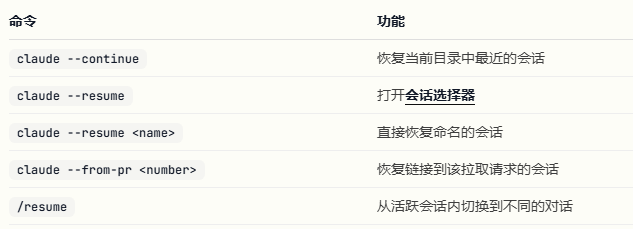 命令 功能
claude --continue 恢复当前目录中最近的会话
claude --resume 打开会话选择器
claude --resume <name> 直接恢复命名的会话
claude --from-pr <number> 恢复链接到该拉取请求的会话
/resume 从活跃会话内切换到不同的对话